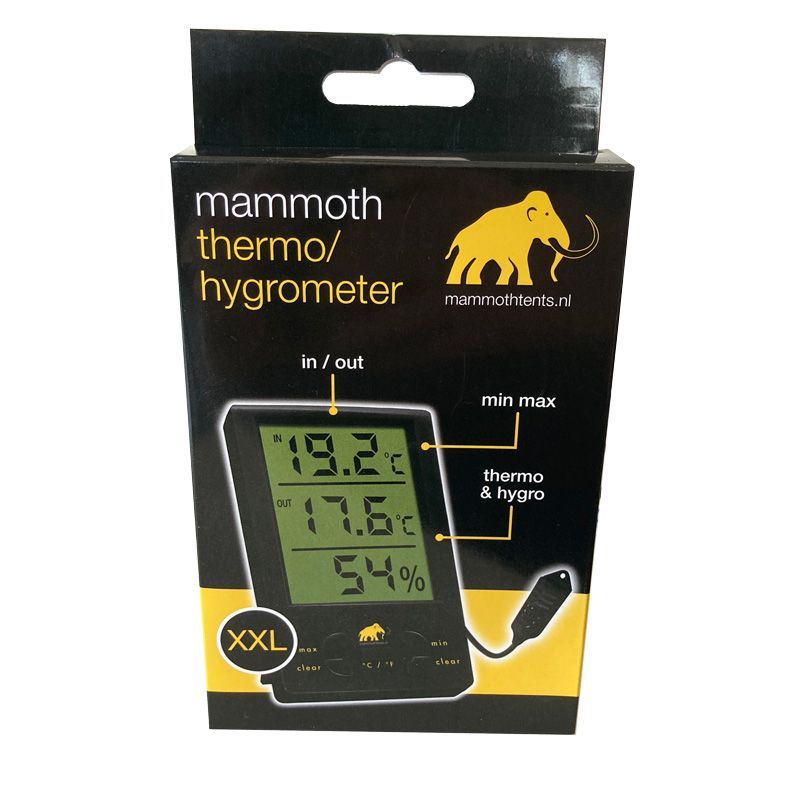 mammoth
thermo/
hygrometer
mammothtents.nl
in / out
min max
thermo
& hygro
IN 19.2°C
OUT 17.6°C
54%
XXL
max
min
clear
°C / °F
clear